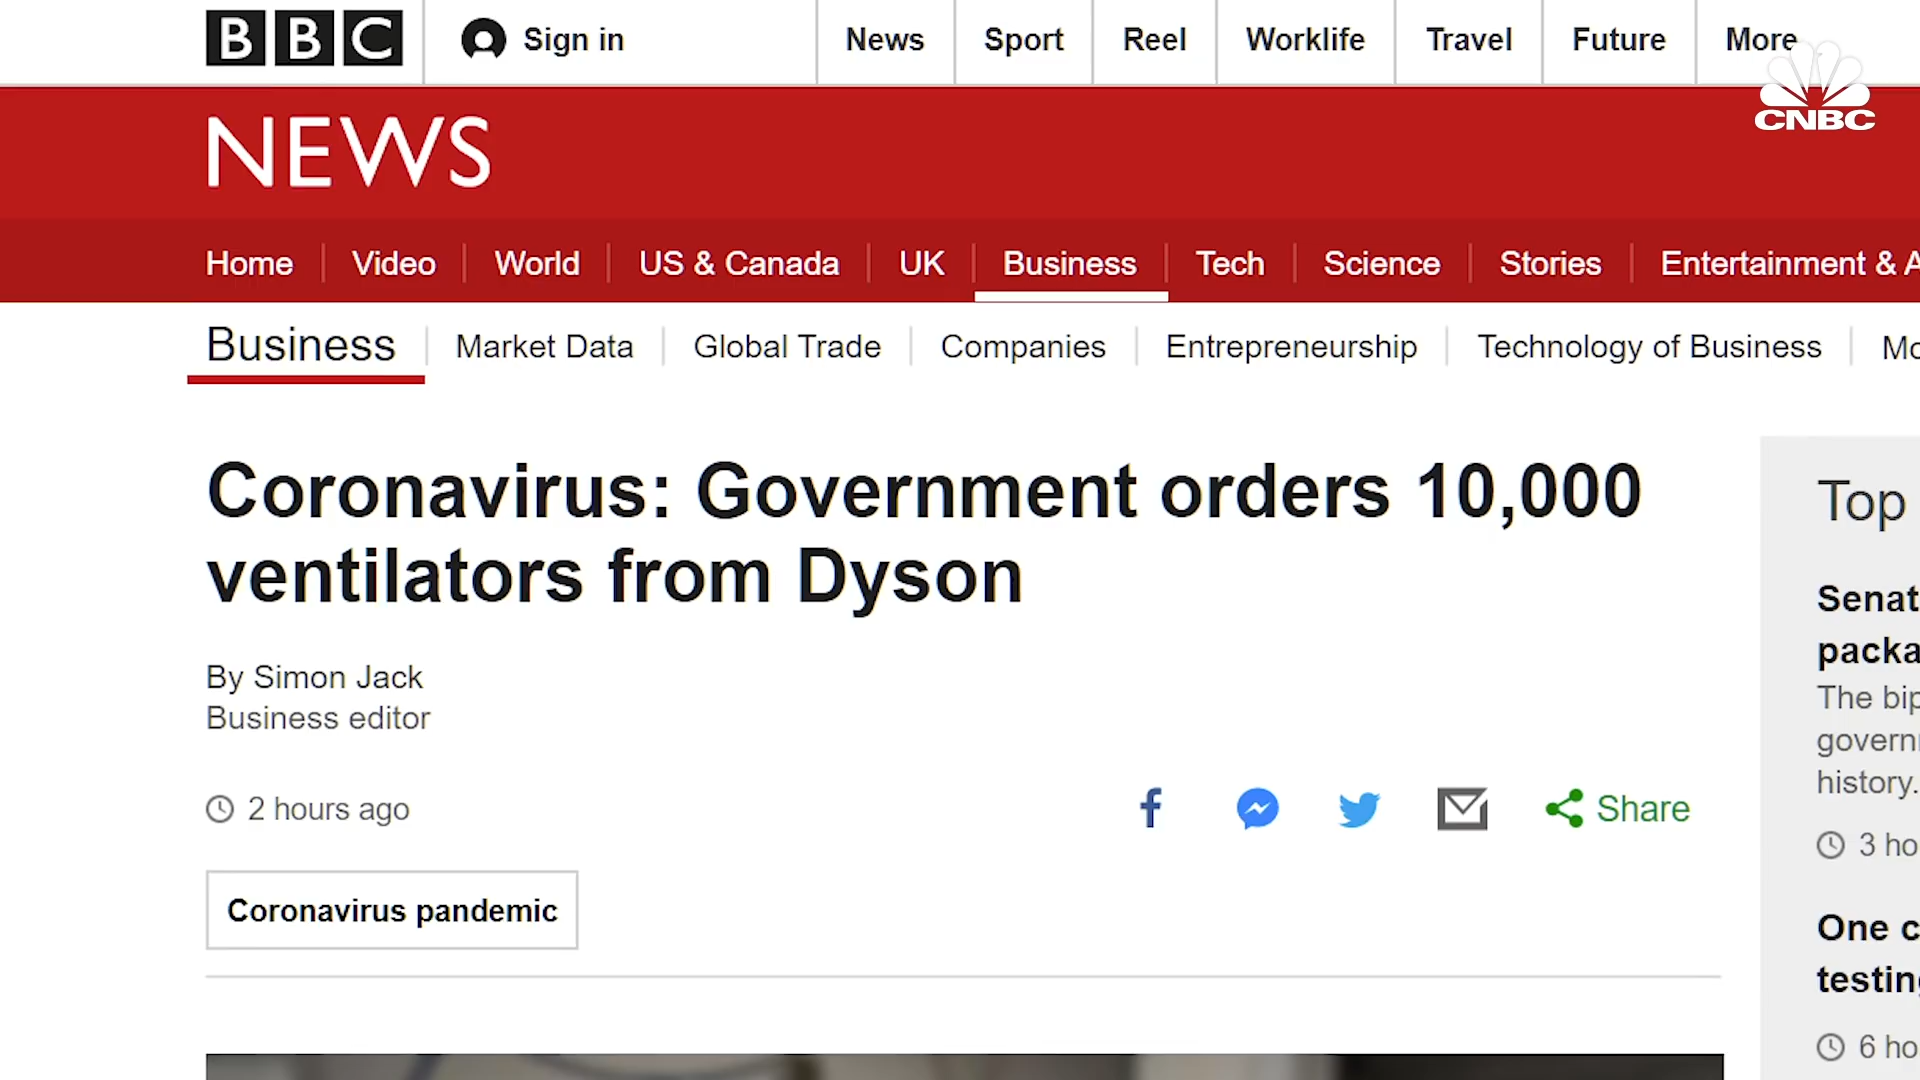 BBC
Sign in
News
Sport
Reel
Worklife
Travel
Future
More
CNBC
NEWS
Home
Video
World
US & Canada
UK
Business
Tech
Science
Stories
Entertainment & A
Business
Market Data
Global Trade
Companies
Entrepreneurship
Technology of Business
Mo
Coronavirus: Government orders 10,000
ventilators from Dyson
By Simon Jack
Business editor
2 hours ago
Share
Coronavirus pandemic
Top
Senat
packa
The bip
govern
history.
3 ho
One c
testing
6 ho